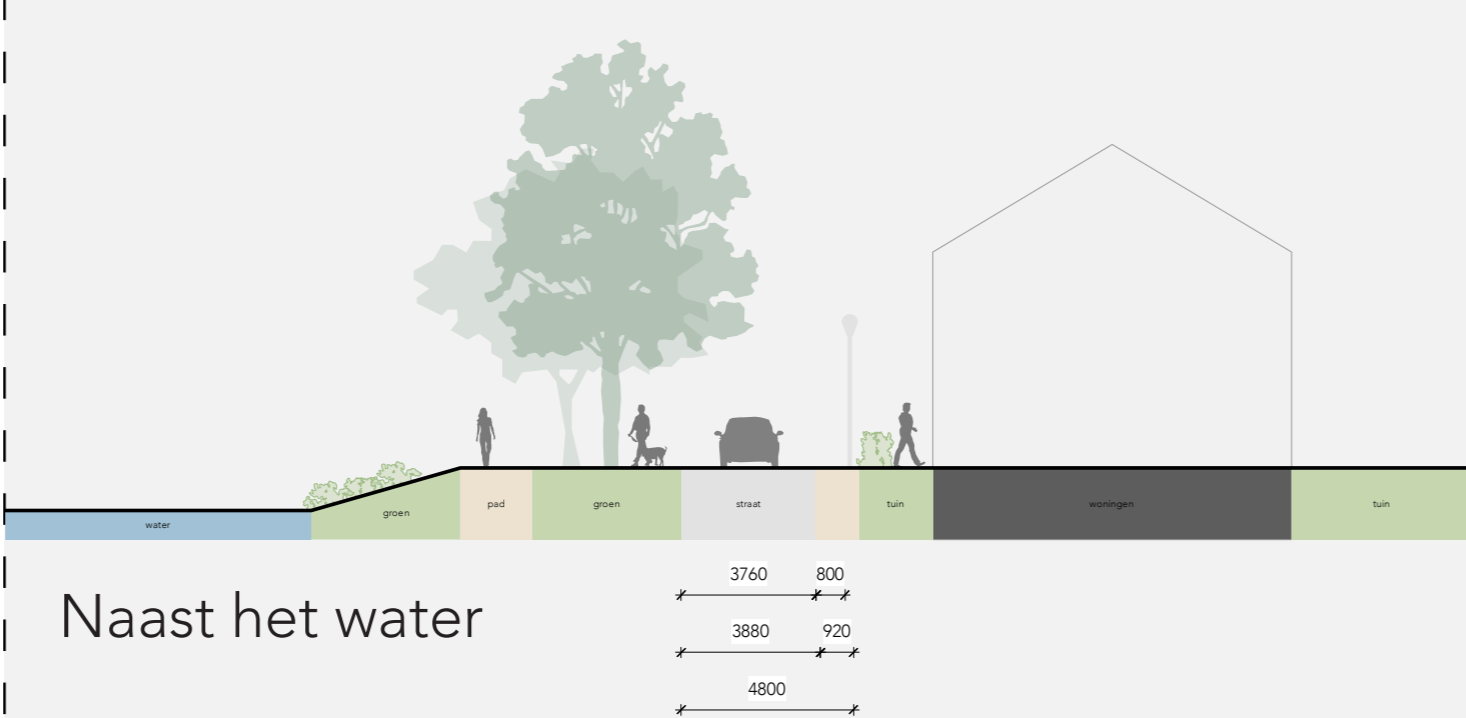 groen
pad
groen
straat
tuin
woningen
tuin
water
3760
800
Naast het water
3880
920
4800